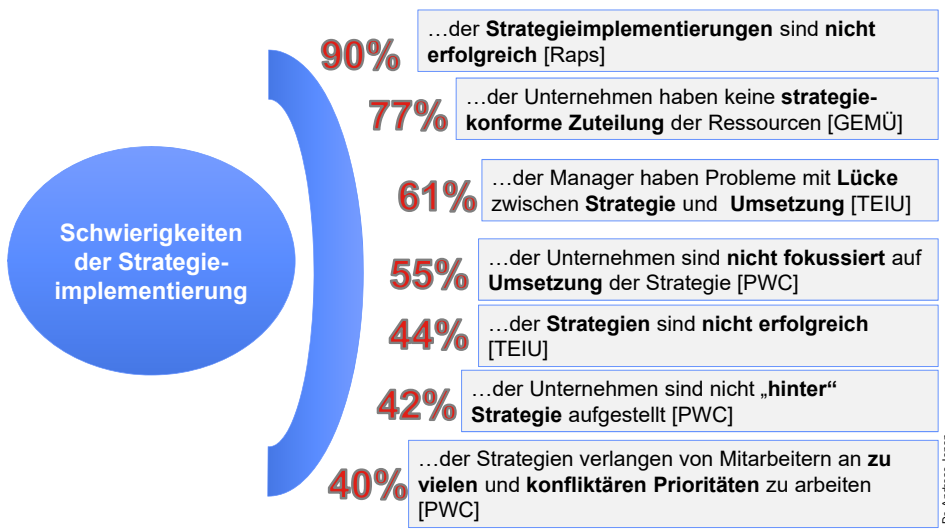 90%
…der Strategieimplementierungen sind nicht
erfolgreich [Raps]
77%
…der Unternehmen haben keine strategie-
konforme Zuteilung der Ressourcen [GEMÜ]
61%
…der Manager haben Probleme mit Lücke
zwischen Strategie und Umsetzung [TEIU]
Schwierigkeiten
der Strategie-
implementierung
55%
…der Unternehmen sind nicht fokussiert auf
Umsetzung der Strategie [PWC]
44%
…der Strategien sind nicht erfolgreich
[TEIU]
42%
…der Unternehmen sind nicht „hinter“
Strategie aufgestellt [PWC]
40%
…der Strategien verlangen von Mitarbeitern an zu
vielen und konfliktären Prioritäten zu arbeiten
[PWC]